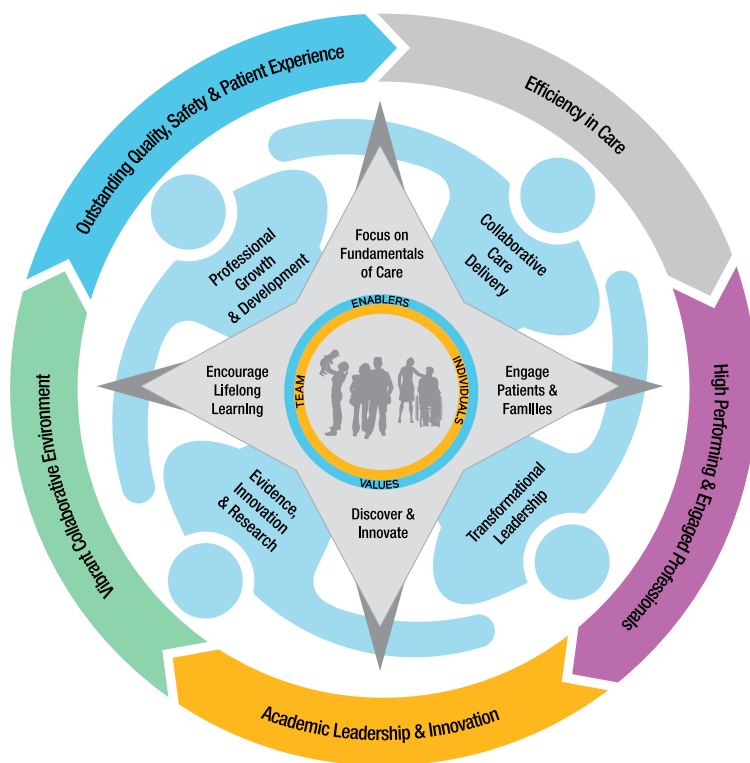 Outstanding Quality, Safety & Patient Experience
Efficiency in Care
High Performing & Engaged Professionals
Academic Leadership & Innovation
Vibrant Collaborative Environment
Professional
Growth
& Development
Collaborative
Care
Delivery
Transformational
Leadership
Evidence,
Innovation
& Research
Focus on
Fundamentals
of Care
Engage
Patients &
Families
Discover &
Innovate
Encourage
Lifelong
Learning
ENABLERS
INDIVIDUALS
VALUES
TEAM